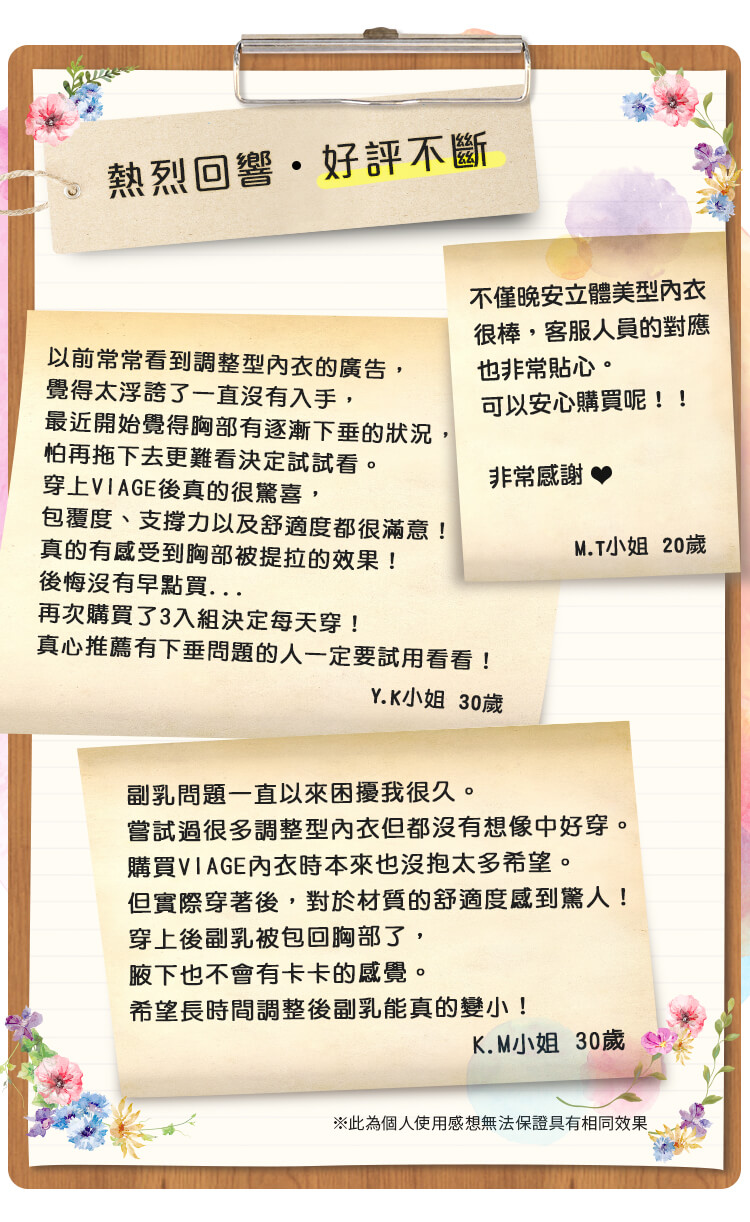 熱烈回響・好評不斷
不僅晚安立體美型內衣
很棒，客服人員的對應
也非常貼心。
可以安心購買呢！！
非常感謝❤
M.T小姐 20歲
以前常常看到調整型內衣的廣告，
覺得太浮誇了一直沒有入手，
最近開始覺得胸部有逐漸下垂的狀況，
怕再拖下去更難看決定試試看。
穿上VIAGE後真的很驚喜，
包覆度、支撐力以及舒適度都很滿意！
真的有感受到胸部被提拉的效果！
後悔沒有早點買...
再次購買了3入組決定每天穿！
真心推薦有下垂問題的人一定要試用看看！
Y.K小姐 30歲
副乳問題一直以來困擾我很久。
嘗試過很多調整型內衣但都沒有想像中好穿。
購買VIAGE內衣時本來也沒抱太多希望。
但實際穿著後，對於材質的舒適度感到驚人！
穿上後副乳被包回胸部了，
腋下也不會有卡卡的感覺。
希望長時間調整後副乳能真的變小！
K.M小姐 30歲
※此為個人使用感想無法保證具有相同效果